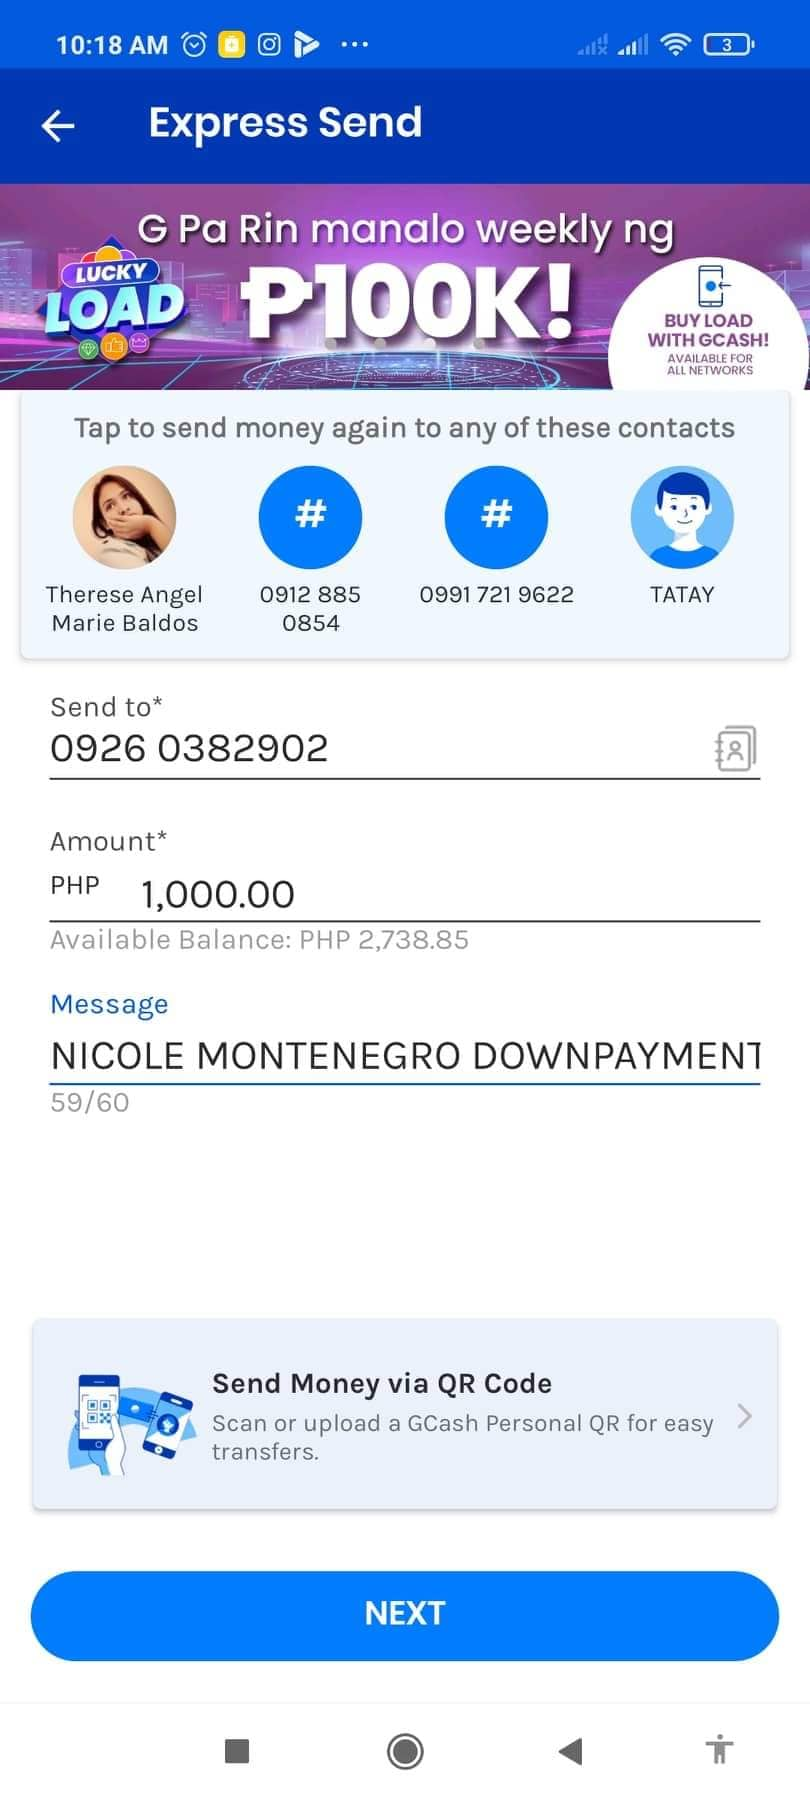 10:18 AM
3
Express Send
G Pa Rin manalo weekly ng
₱100K!
LUCKY
LOAD
BUY LOAD
WITH GCASH!
AVAILABLE FOR
ALL NETWORKS
Tap to send money again to any of these contacts
#
#
Therese Angel
Marie Baldos
0912 885
0854
0991 721 9622
TATAY
Send to*
0926 0382902
Amount*
PHP 1,000.00
Available Balance: PHP 2,738.85
Message
NICOLE MONTENEGRO DOWNPAYMENT
59/60
Send Money via QR Code
Scan or upload a GCash Personal QR for easy
transfers.
NEXT